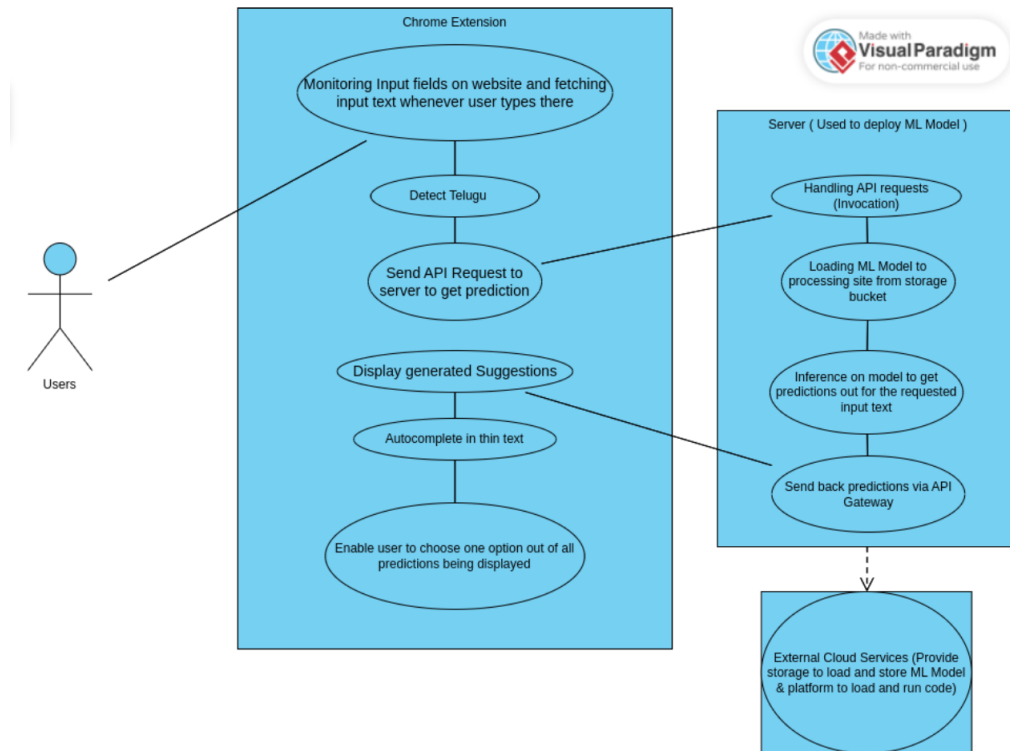 Chrome Extension
Monitoring Input fields on website and fetching
input text whenever user types there
Detect Telugu
Send API Request to
server to get prediction
Display generated Suggestions
Autocomplete in thin text
Enable user to choose one option out of all
predictions being displayed
Users
Made with
Visual Paradigm
For non-commercial use
Server ( Used to deploy ML Model )
Handling API requests
(Invocation)
Loading ML Model to
processing site from storage
bucket
Inference on model to get
predictions out for the requested
input text
Send back predictions via API
Gateway
External Cloud Services (Provide
storage to load and store ML Model
& platform to load and run code)